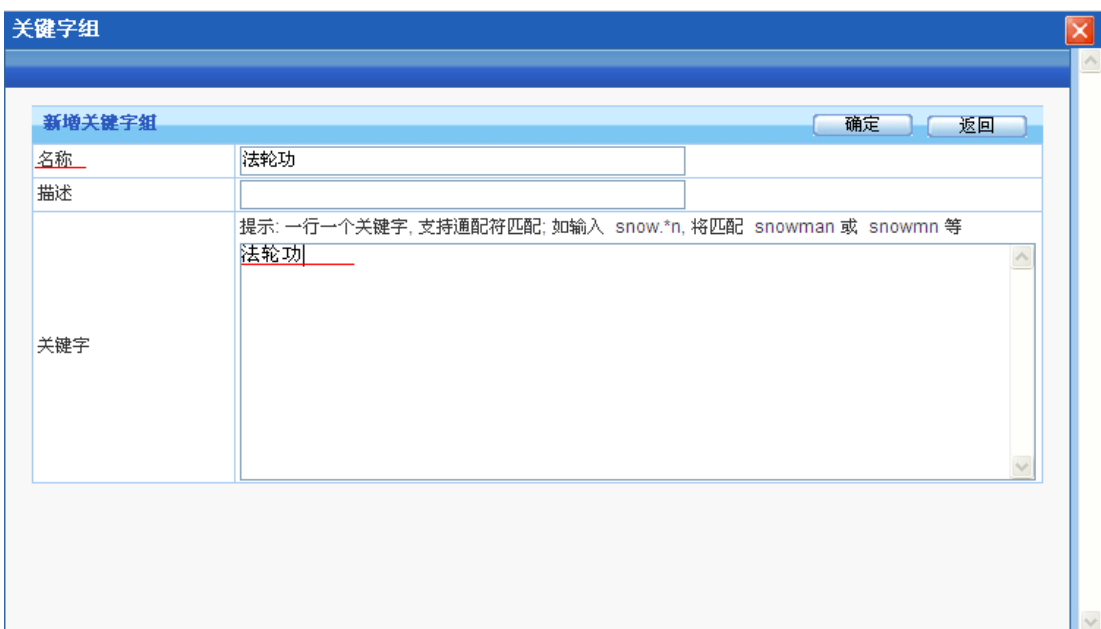 关键字组
新增关键字组 确定 返回
名称 法轮功
描述
提示: 一行一个关键字, 支持通配符匹配; 如输入 snow.*n, 将匹配 snowman 或 snowmn 等
法轮功
关键字